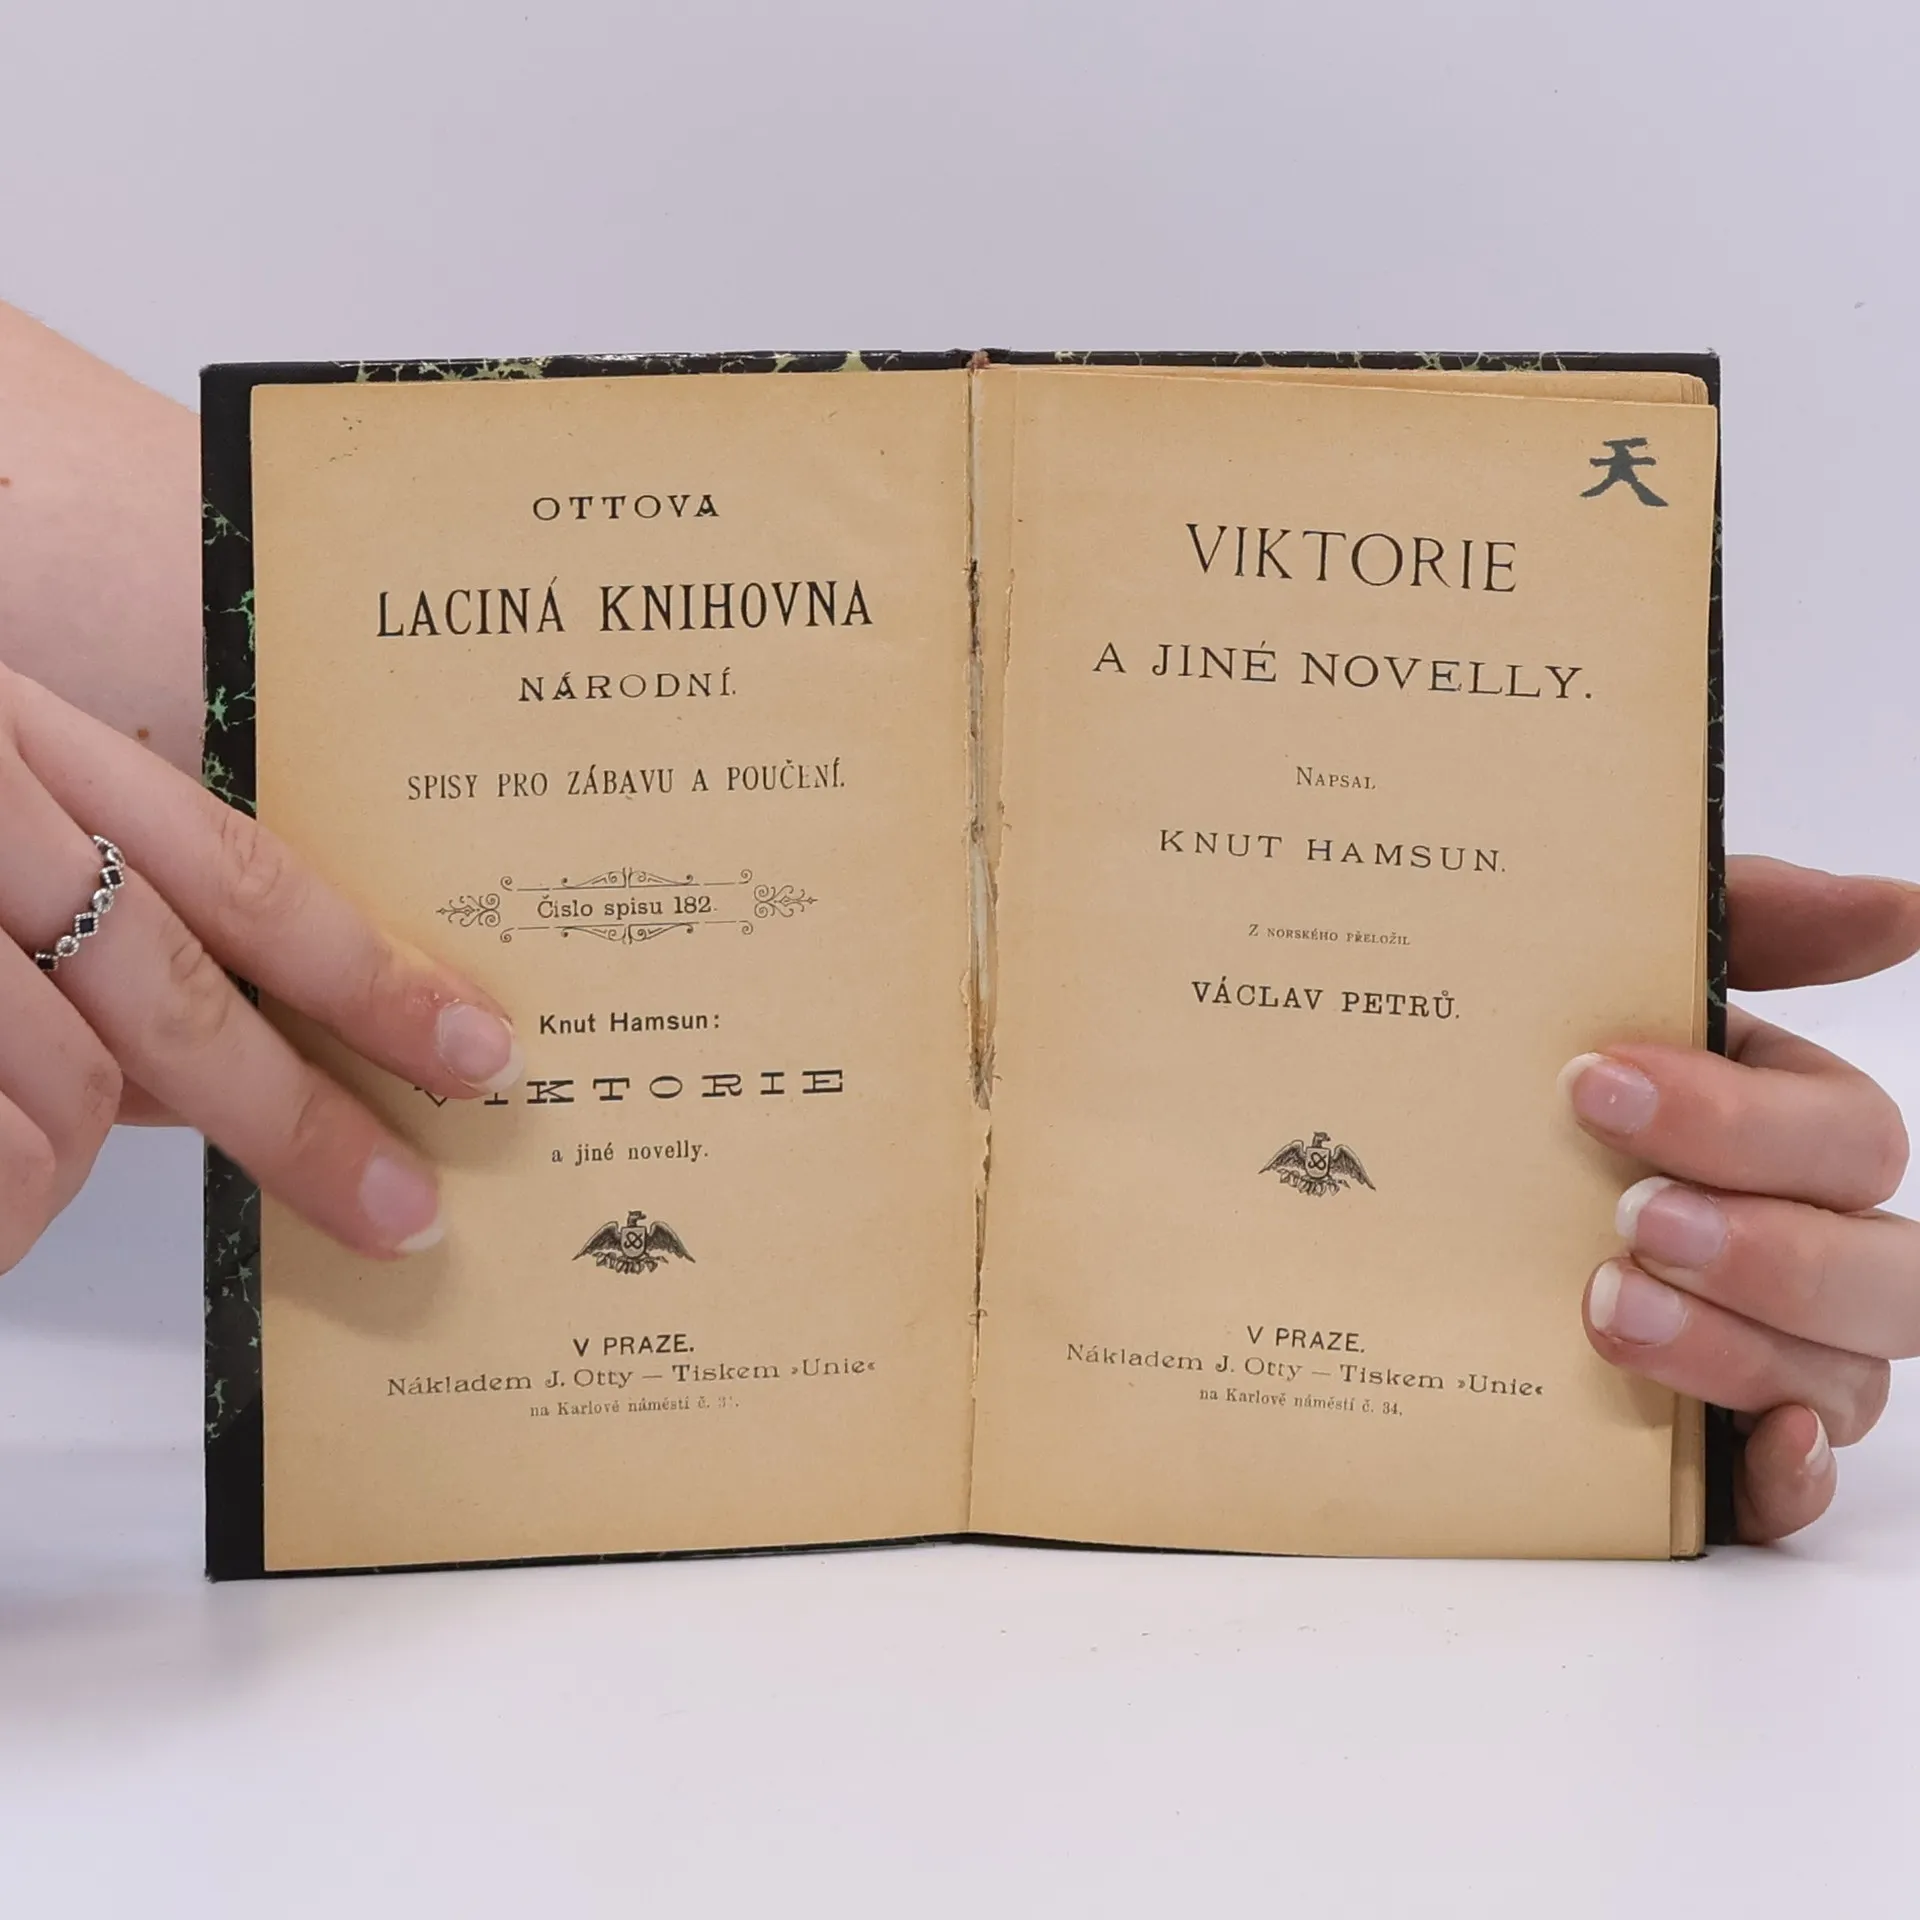 OTTOVA
LACINÁ KNIHOVNA
NÁRODNÍ.
SPISY PRO ZÁBAVU A POUČENÍ.
Číslo spisu 182.
Knut Hamsun:
VIKTORIE
a jiné novelly.
V PRAZE.
Nákladem J. Otty — Tiskem »Unie«
na Karlově náměstí č.
天
VIKTORIE
A JINÉ NOVELLY.
NAPSAL
KNUT HAMSUN.
Z NORSKÉHO PŘELOŽIL
VÁCLAV PETRŮ.
V PRAZE.
Nákladem J. Otty — Tiskem »Unie«
na Karlově náměstí č. 34.